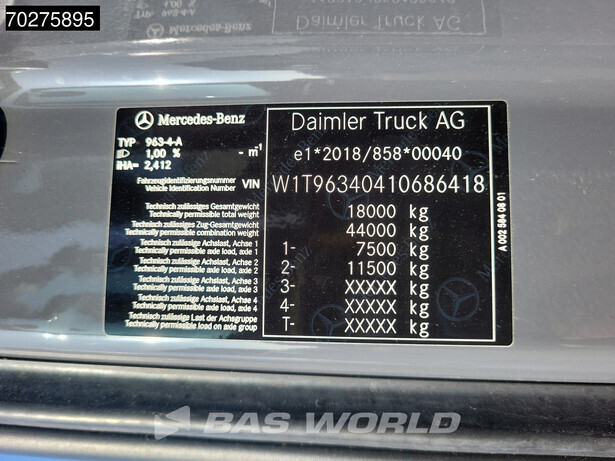 70275895
Mercedes-Benz
TYP 963-4-A
1,00 % - m⁻¹
IHA= 2,412
Fahrzeugidentifizierungsnummer
Vehicle Identification Number VIN
Technisch zulässiges Gesamtgewicht
Technically permissible total weight
Technisch zulässiges Zug-Gesamtgewicht
Technically permissible combination weight
Technisch zulässige Achslast, Achse 1
Technically permissible axle load, axle 1
Technisch zulässige Achslast, Achse 2
Technically permissible axle load, axle 2
Technisch zulässige Achslast, Achse 3
Technically permissible axle load, axle 3
Technisch zulässige Achslast, Achse 4
Technically permissible axle load, axle 4
Technisch zulässige Last der Achsgruppe
Technically permissible load on axle group
Daimler Truck AG
e1*2018/858*00040
W1T96340410686418
18000 kg
44000 kg
1- 7500 kg
2- 11500 kg
3- XXXXX kg
4- XXXXX kg
T- XXXXX kg
A 002 584 08 01
BAS WORLD